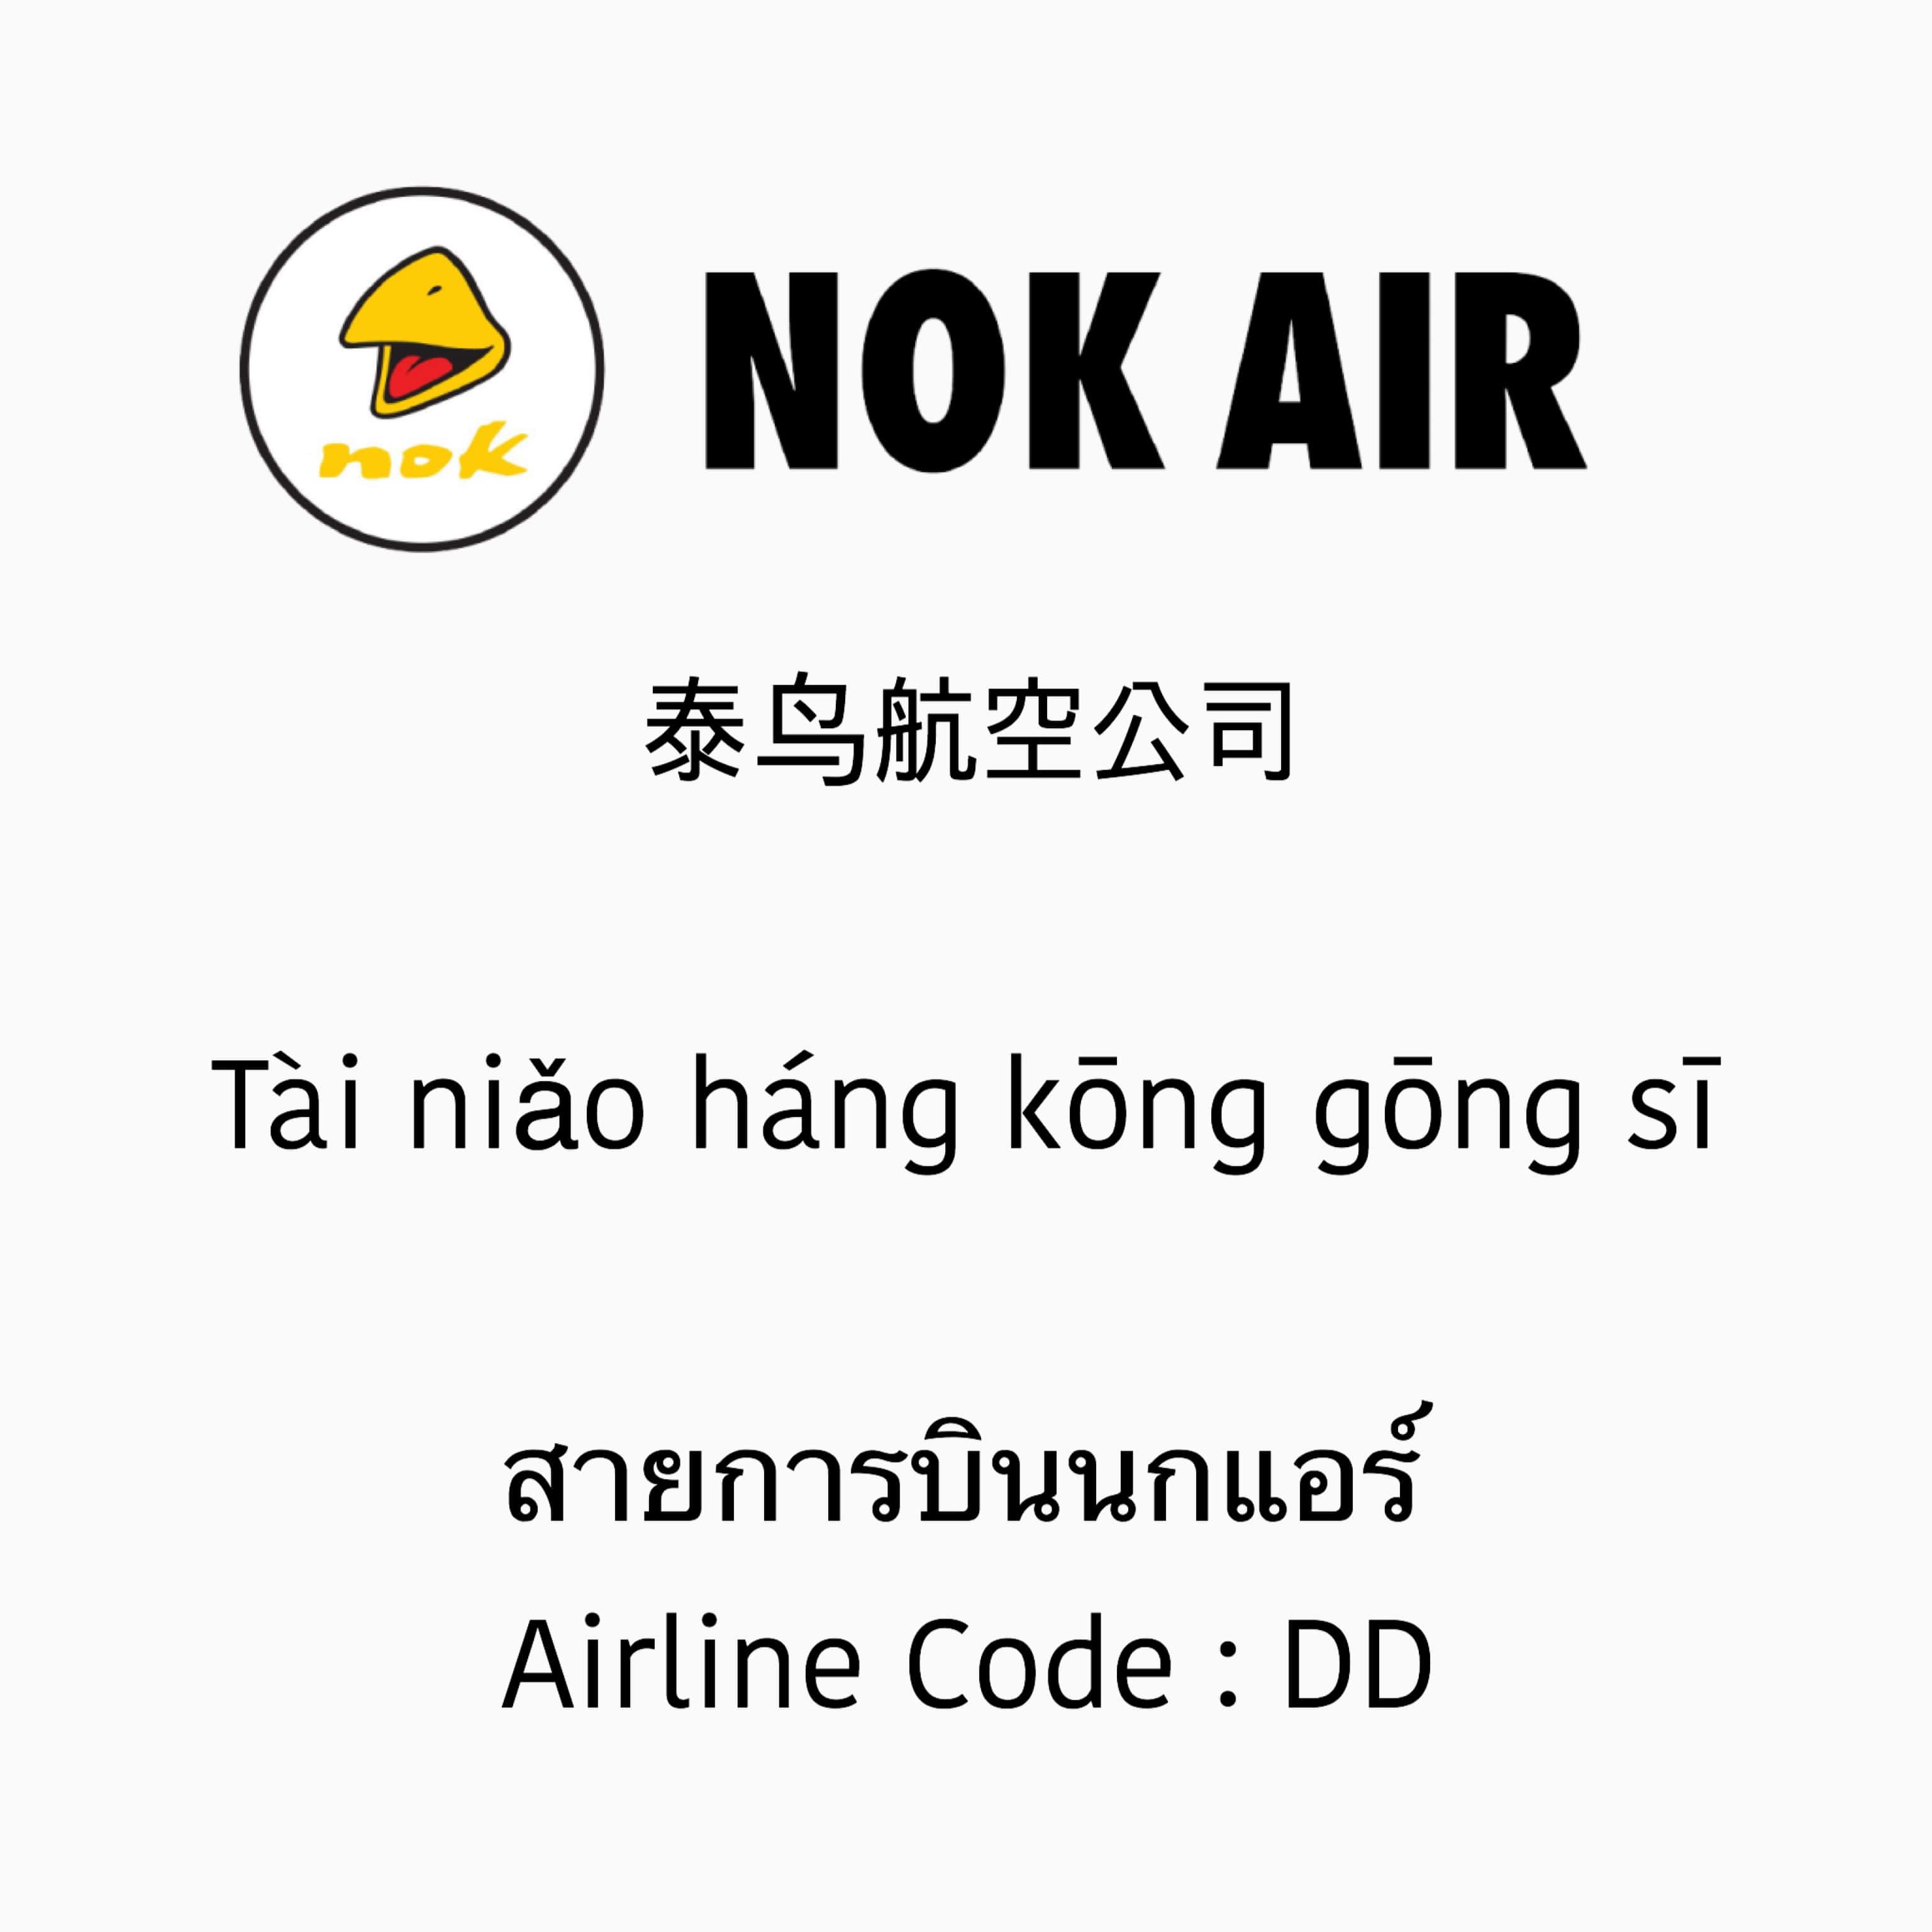 nok
NOK AIR
泰鸟航空公司
Tài niǎo háng kōng gōng sī
สายการบินนกแอร์
Airline Code : DD